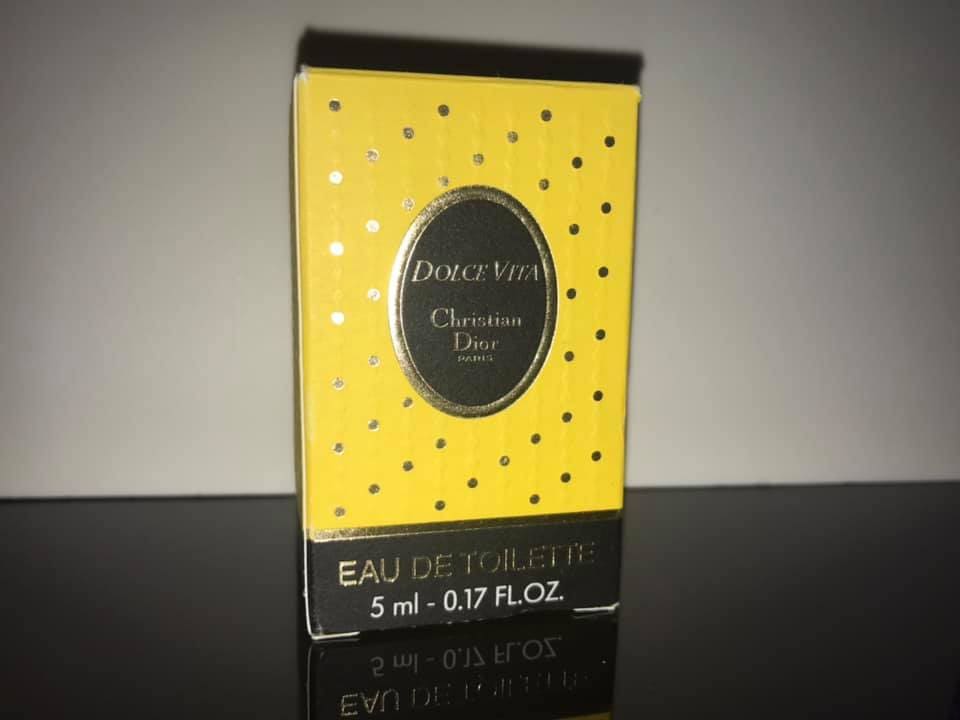 DOLCE VITA
Christian
Dior
PARIS
EAU DE TOILETTE
5 ml - 0.17 FL.OZ.